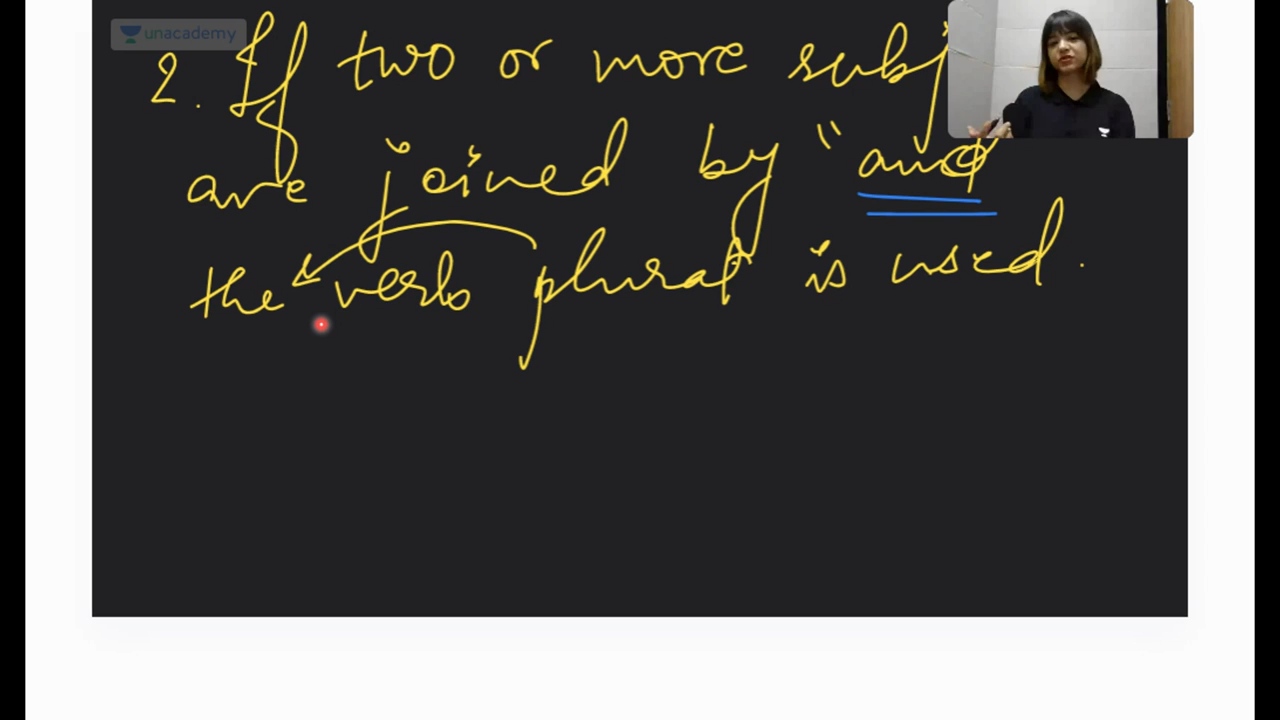 unacademy
2. If two or more subj
are joined by "and
the verb plural is used.